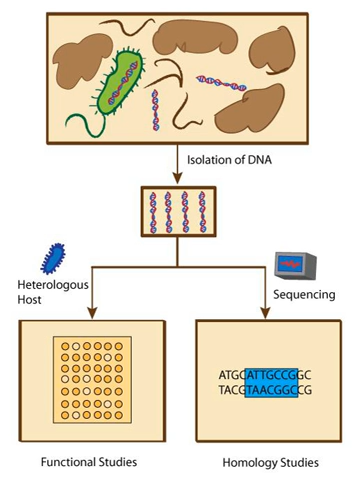 Isolation of DNA
Heterologous
Host
Sequencing
ATGCATTGCCGGC
TACGTAACGGCCG
Functional Studies
Homology Studies